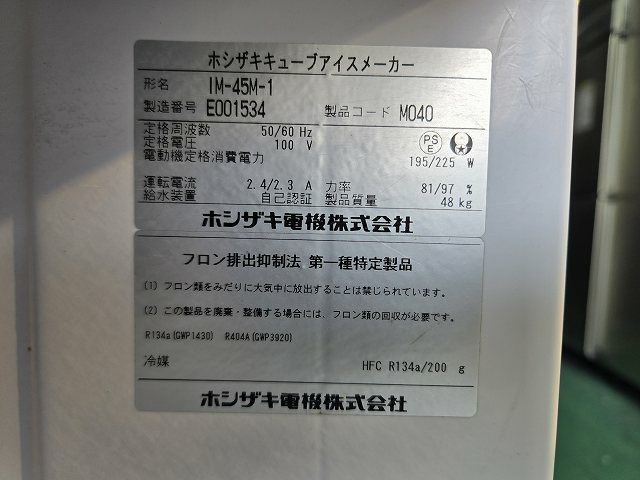 ホシザキキューブアイスメーカー
形名 IM-45M-1
製造番号 E001534 製品コード M040
定格周波数 50/60 Hz
定格電圧 100 V
PS E
電動機定格消費電力 195/225 W
運転電流 2.4/2.3 A 力率 81/97 %
給水装置 自己認証 製品質量 48 kg
ホシザキ電機株式会社
フロン排出抑制法 第一種特定製品
(1) フロン類をみだりに大気中に放出することは禁じられています。
(2) この製品を廃棄・整備する場合には、フロン類の回収が必要です。
R134a(GWP1430) R404A(GWP3920)
冷媒 HFC R134a/200 g
ホシザキ電機株式会社